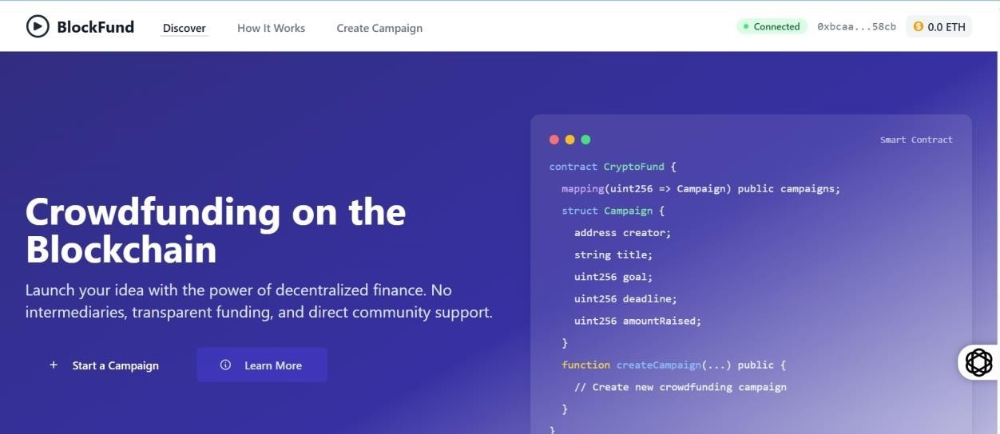 BlockFund
Discover
How It Works
Create Campaign
Connected
0xbcaa...58cb
0.0 ETH
Crowdfunding on the
Blockchain
Launch your idea with the power of decentralized finance. No
intermediaries, transparent funding, and direct community support.
+ Start a Campaign
Learn More
Smart Contract
contract CryptoFund {
mapping(uint256 => Campaign) public campaigns;
struct Campaign {
address creator;
string title;
uint256 goal;
uint256 deadline;
uint256 amountRaised;
}
function createCampaign(...) public {
// Create new crowdfunding campaign
}
}